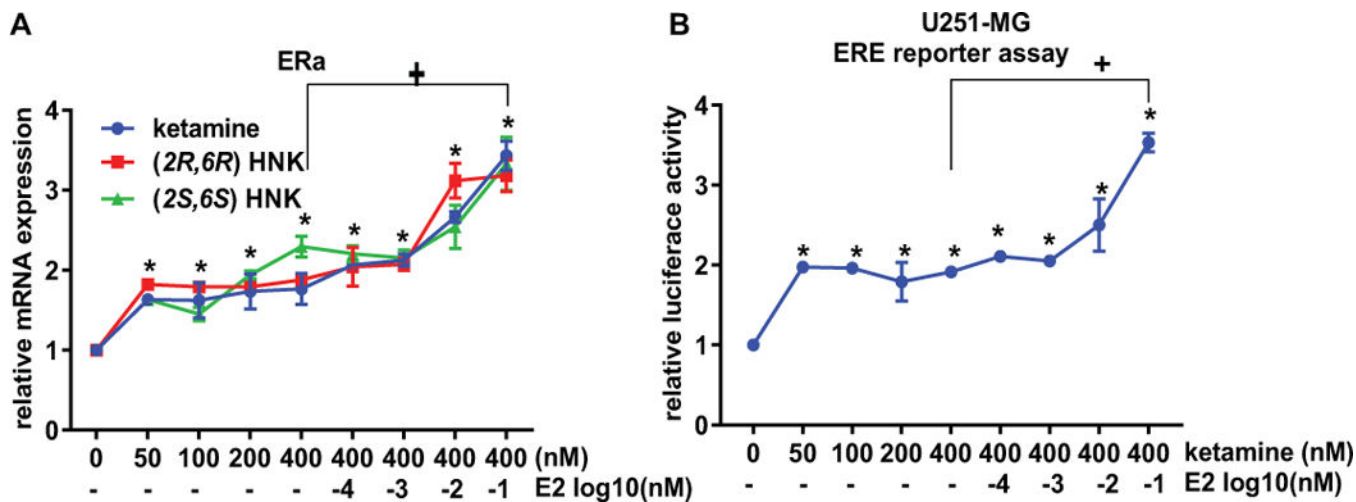 A
ERa
+
4
3
2
1
0
relative mRNA expression
ketamine
(2R,6R) HNK
(2S,6S) HNK
* * * * * * * *
0 50 100 200 400 400 400 400 400 (nM)
- - - - - -4 -3 -2 -1 E2 log10(nM)
B
U251-MG
ERE reporter assay
+
4
3
2
1
0
relative luciferace activity
* * * * * * * *
0 50 100 200 400 400 400 400 400 ketamine (nM)
- - - - - -4 -3 -2 -1 E2 log10(nM)